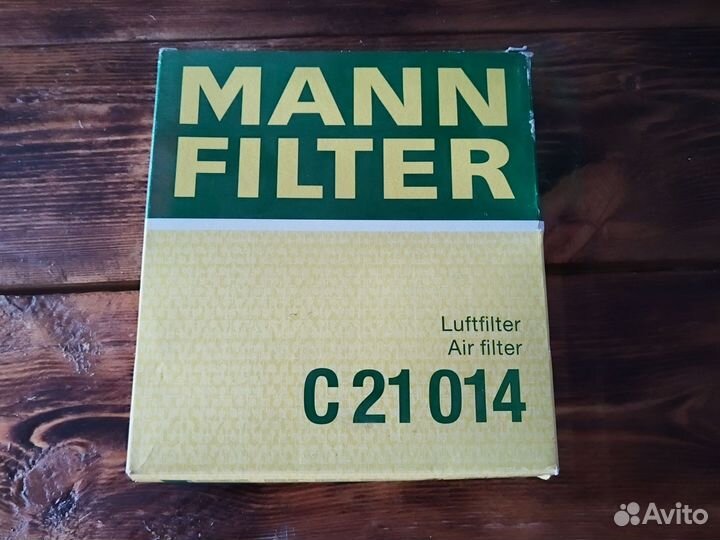 MANN
FILTER
Luftfilter
Air filter
C 21 014
Avito